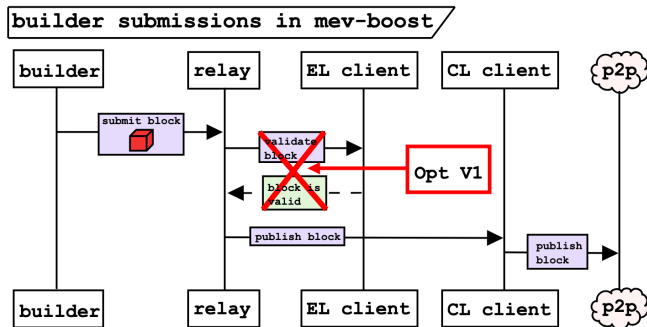 builder submissions in mev-boost
builder
relay
EL client
CL client
p2p
submit block
validate
block
block is
valid
Opt V1
publish block
publish
block
builder
relay
EL client
CL client
p2p